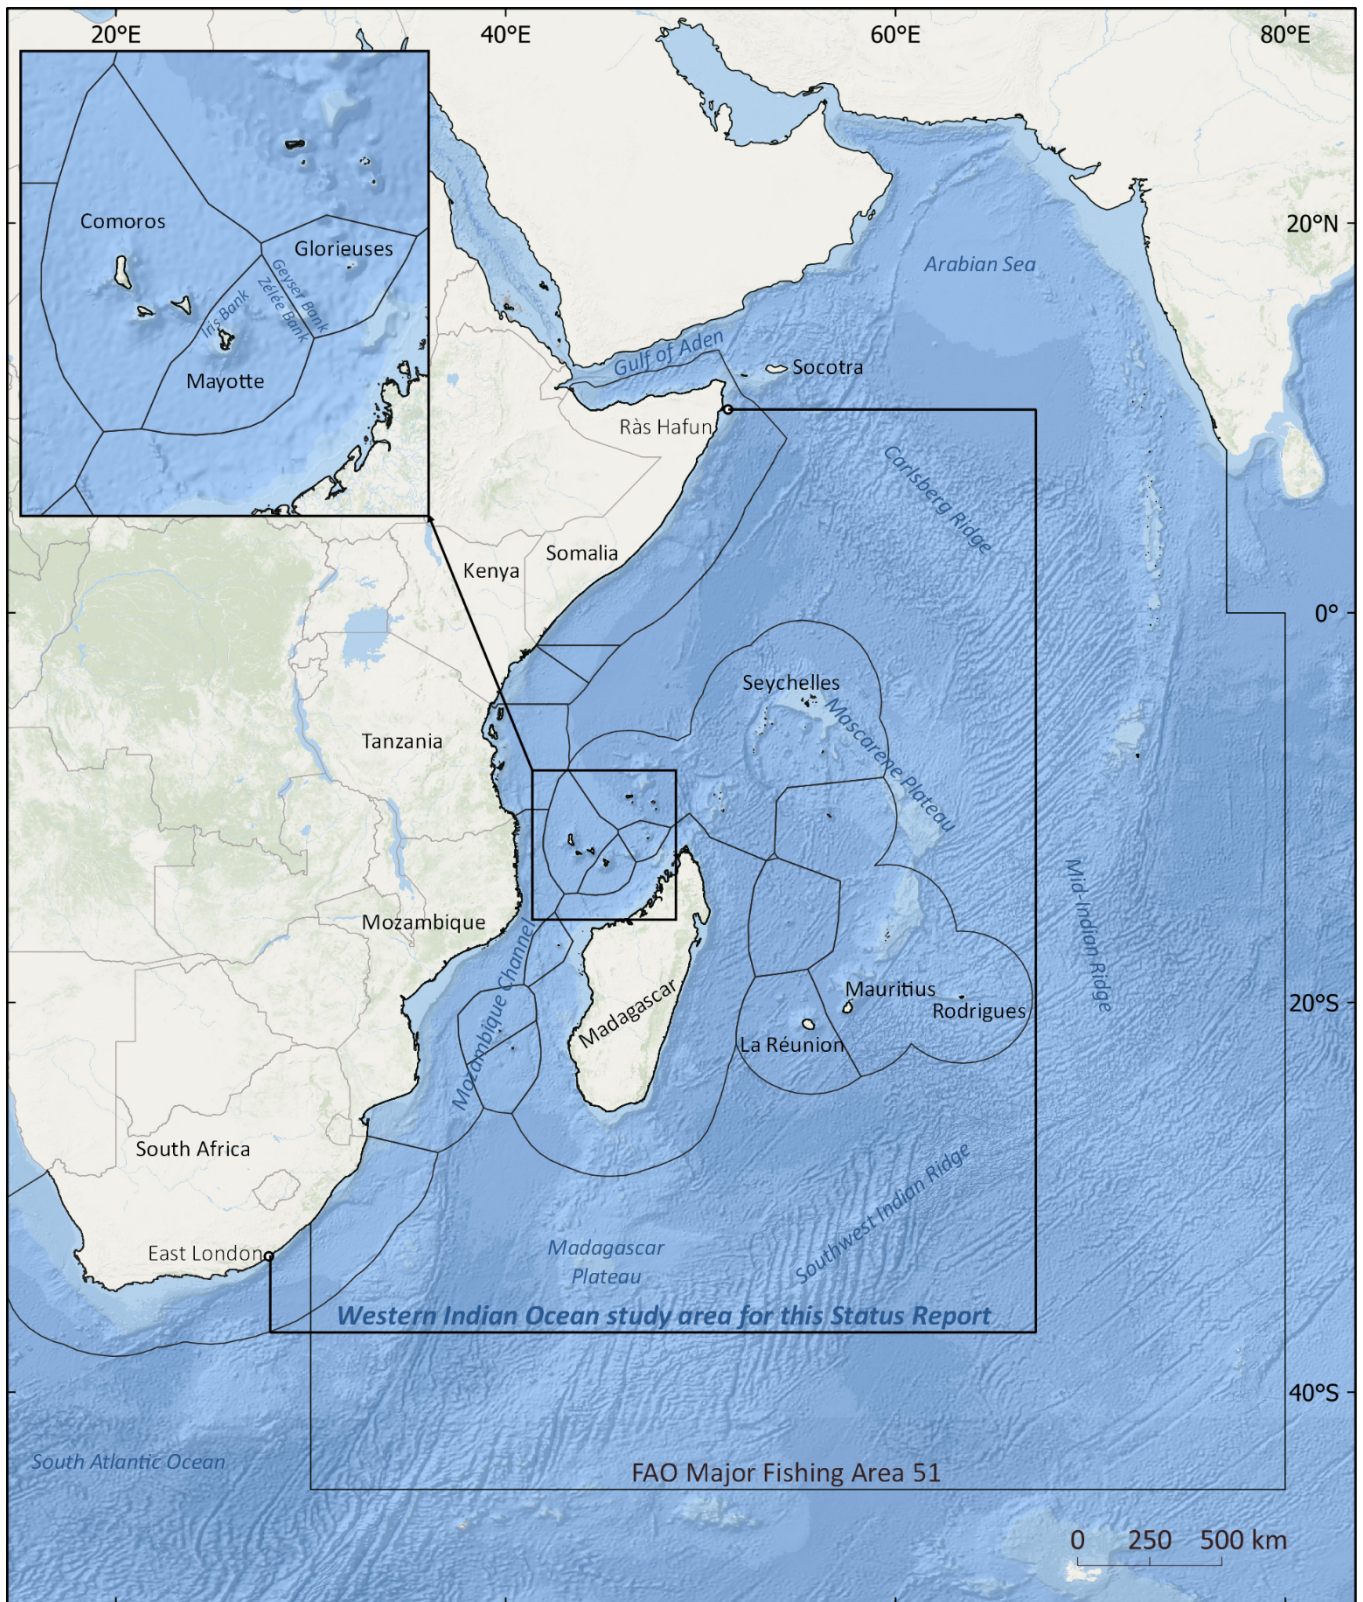 20°E
40°E
60°E
80°E
Comoros
Glorieuses
Geyser Bank
Zélée Bank
Iris Bank
Mayotte
20°N
Arabian Sea
Gulf of Aden
Socotra
Ràs Hafun
Carlsberg Ridge
Somalia
Kenya
0°
Seychelles
Mascarene Plateau
Tanzania
Mozambique
Mozambique Channel
Mid-Indian Ridge
Madagascar
Mauritius
Rodrigues
20°S
La Réunion
South Africa
Southwest Indian Ridge
East London
Madagascar
Plateau
Western Indian Ocean study area for this Status Report
40°S
South Atlantic Ocean
FAO Major Fishing Area 51
0 250 500 km